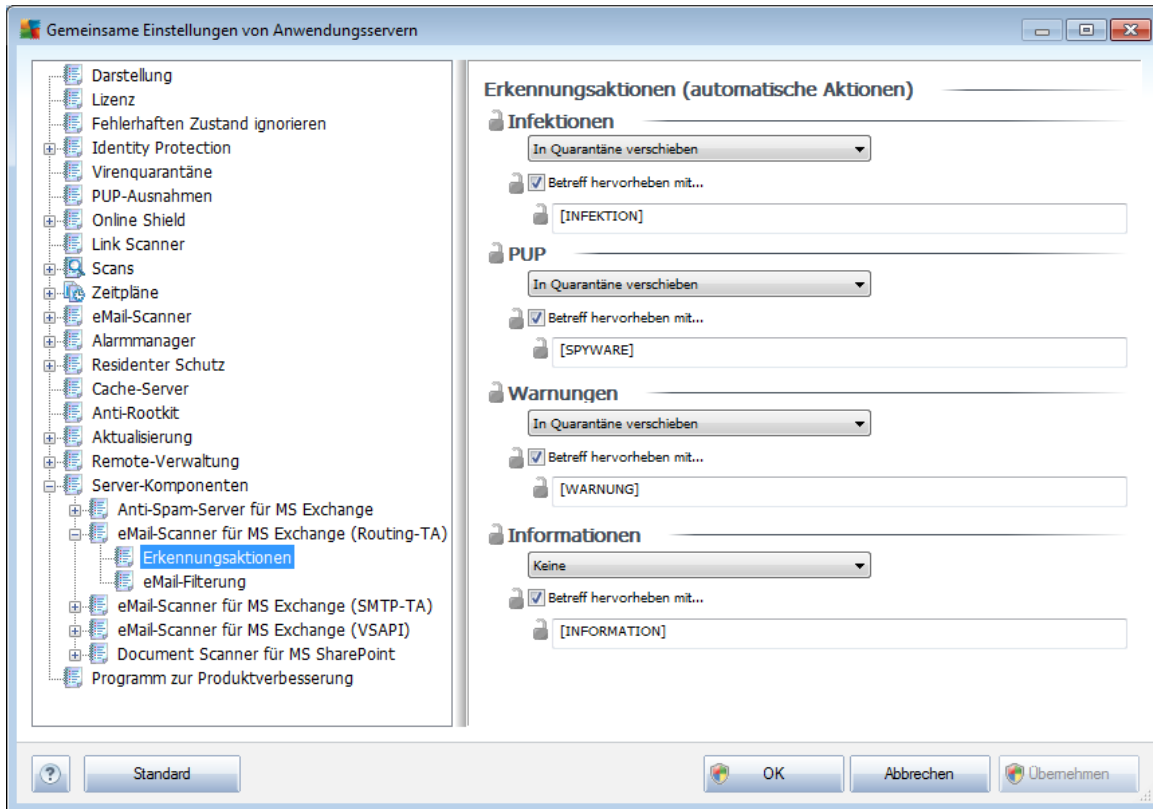 Gemeinsame Einstellungen von Anwendungsservern
Darstellung
Lizenz
Fehlerhaften Zustand ignorieren
Identity Protection
Virenquarantäne
PUP-Ausnahmen
Online Shield
Link Scanner
Scans
Zeitpläne
eMail-Scanner
Alarmmanager
Residenter Schutz
Cache-Server
Anti-Rootkit
Aktualisierung
Remote-Verwaltung
Server-Komponenten
Anti-Spam-Server für MS Exchange
eMail-Scanner für MS Exchange (Routing-TA)
Erkennungsaktionen
eMail-Filterung
eMail-Scanner für MS Exchange (SMTP-TA)
eMail-Scanner für MS Exchange (VSAPI)
Document Scanner für MS SharePoint
Programm zur Produktverbesserung
Erkennungsaktionen (automatische Aktionen)
Infektionen
In Quarantäne verschieben
Betreff hervorheben mit...
[INFEKTION]
PUP
In Quarantäne verschieben
Betreff hervorheben mit...
[SPYWARE]
Warnungen
In Quarantäne verschieben
Betreff hervorheben mit...
[WARNUNG]
Informationen
Keine
Betreff hervorheben mit...
[INFORMATION]
? Standard OK Abbrechen Übernehmen